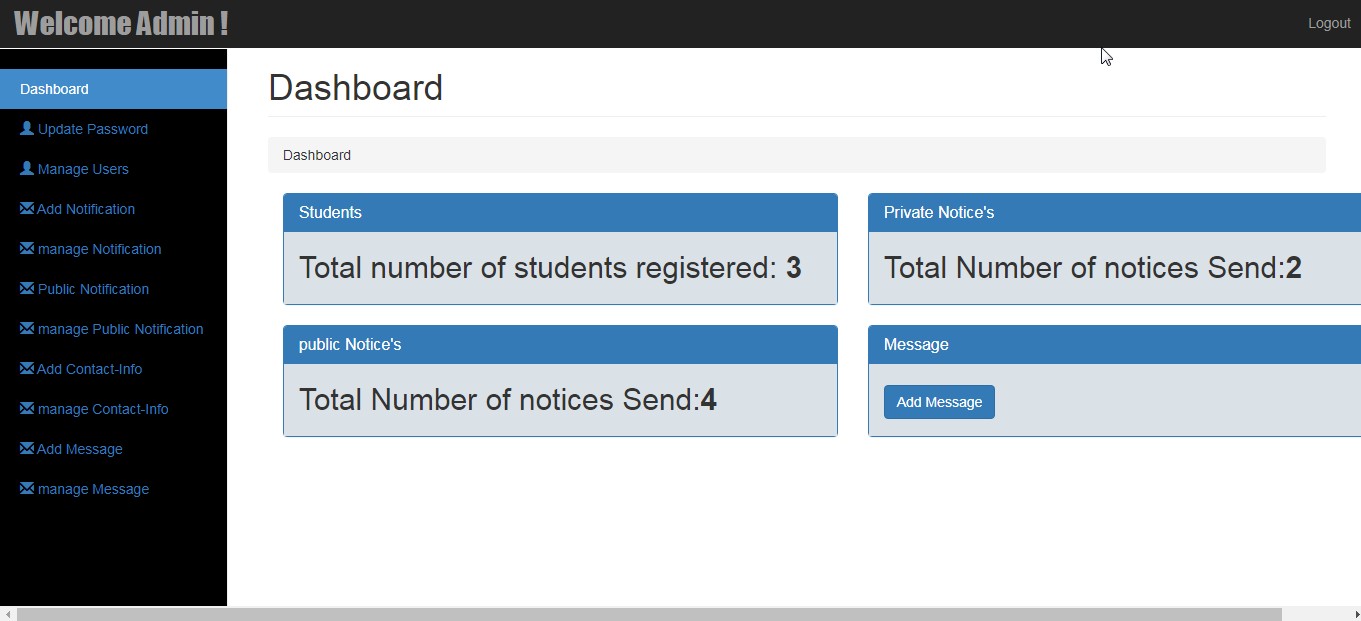 Welcome Admin !
Logout
Dashboard
Update Password
Manage Users
Add Notification
manage Notification
Public Notification
manage Public Notification
Add Contact-Info
manage Contact-Info
Add Message
manage Message
Dashboard
Dashboard
Students
Total number of students registered: 3
Private Notice's
Total Number of notices Send:2
public Notice's
Total Number of notices Send:4
Message
Add Message